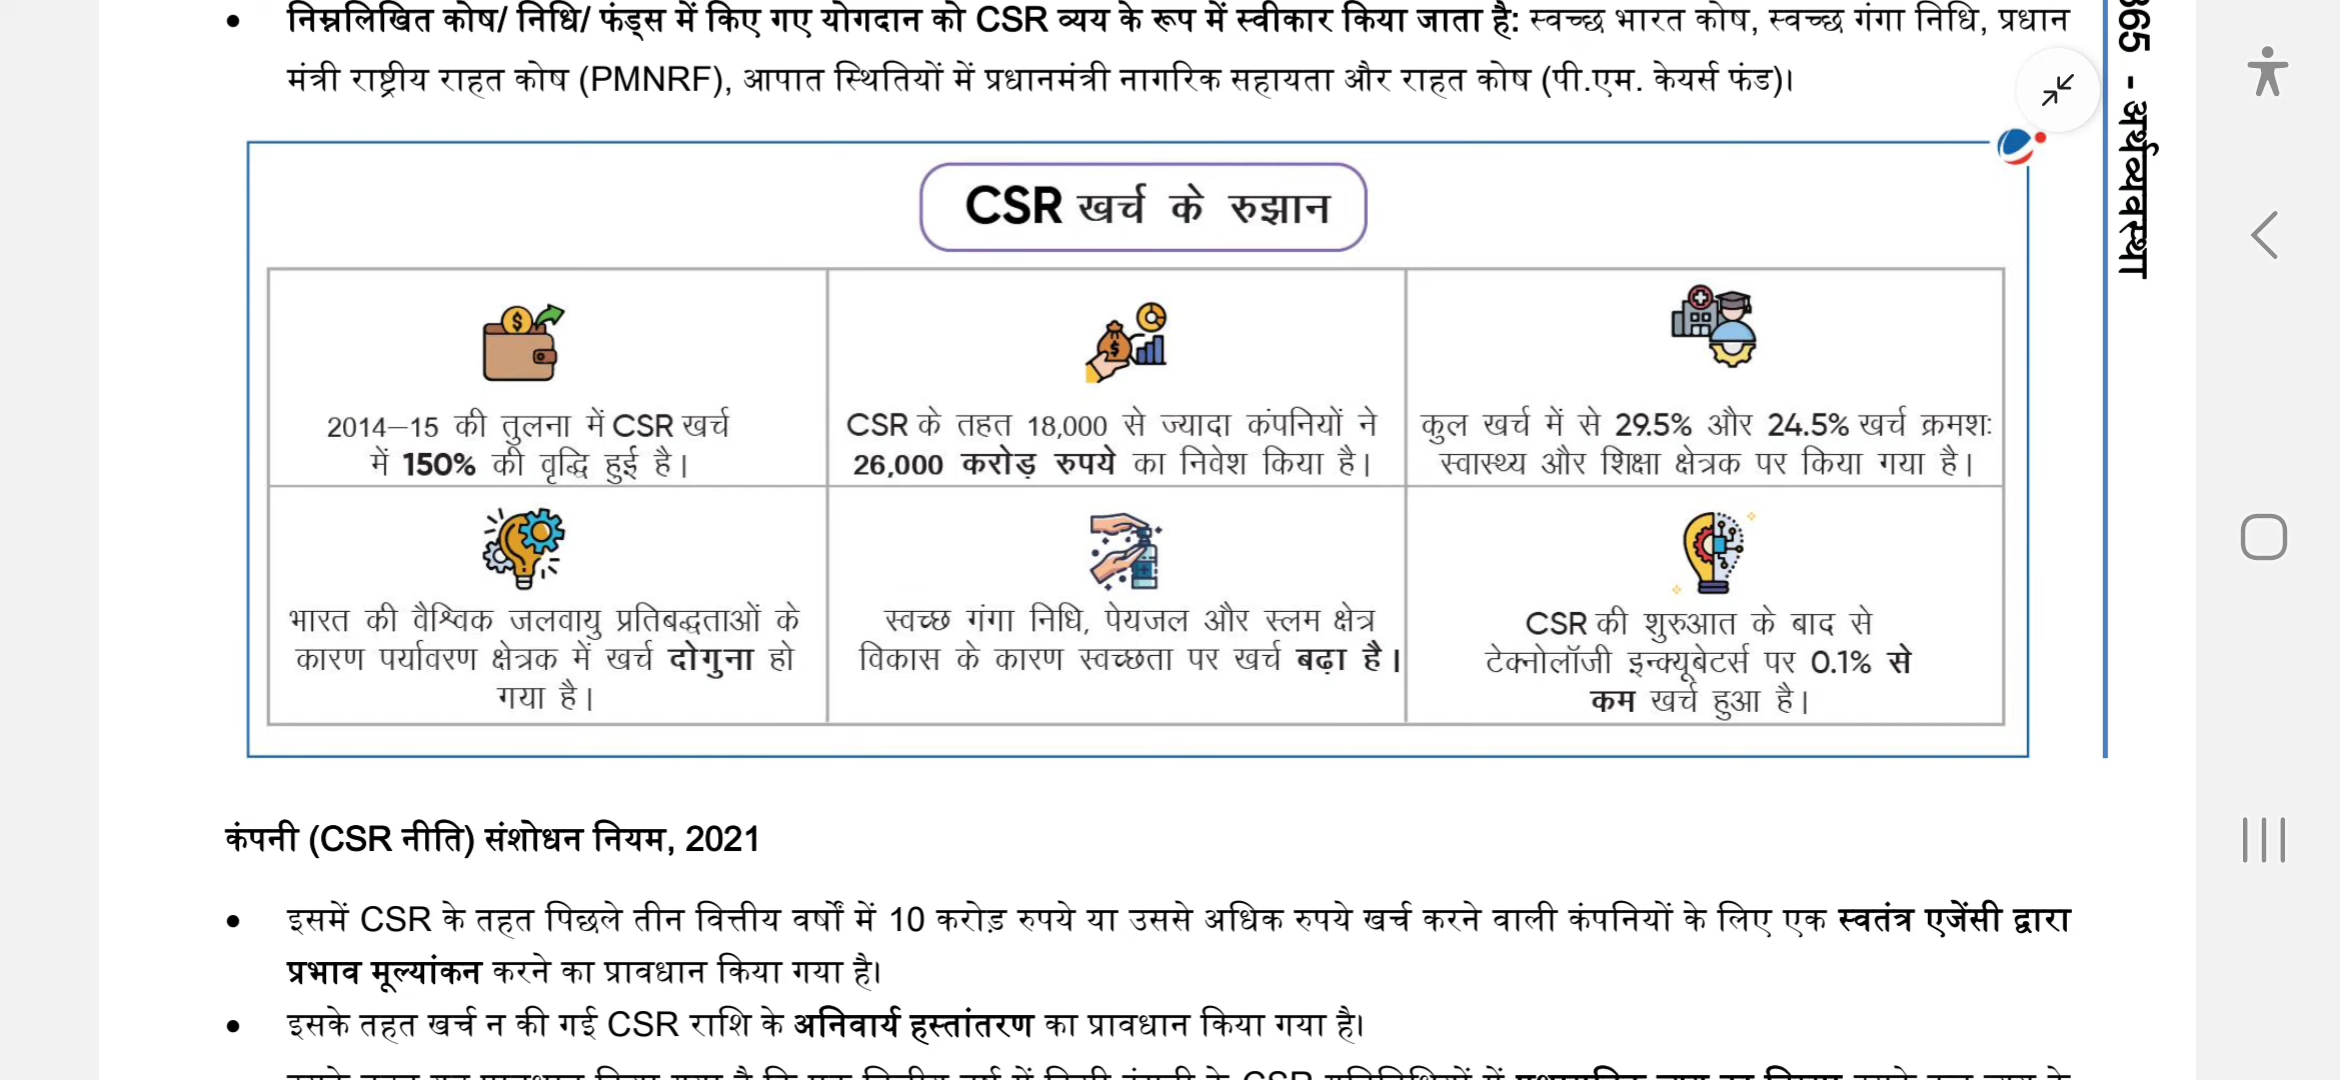 • निम्नलिखित कोष/ निधि/ फंड्स में किए गए योगदान को CSR व्यय के रूप में स्वीकार किया जाता है: स्वच्छ भारत कोष, स्वच्छ गंगा निधि, प्रधान
मंत्री राष्ट्रीय राहत कोष (PMNRF), आपात स्थितियों में प्रधानमंत्री नागरिक सहायता और राहत कोष (पी.एम. केयर्स फंड)।
CSR खर्च के रुझान
2014–15 की तुलना में CSR खर्च
में 150% की वृद्धि हुई है।
CSR के तहत 18,000 से ज्यादा कंपनियों ने
26,000 करोड़ रुपये का निवेश किया है।
कुल खर्च में से 29.5% और 24.5% खर्च क्रमशः
स्वास्थ्य और शिक्षा क्षेत्रक पर किया गया है।
भारत की वैश्विक जलवायु प्रतिबद्धताओं के
कारण पर्यावरण क्षेत्रक में खर्च दोगुना हो
गया है।
स्वच्छ गंगा निधि, पेयजल और स्लम क्षेत्र
विकास के कारण स्वच्छता पर खर्च बढ़ा है।
CSR की शुरुआत के बाद से
टेक्नोलॉजी इन्क्यूबेटर्स पर 0.1% से
कम खर्च हुआ है।
कंपनी (CSR नीति) संशोधन नियम, 2021
• इसमें CSR के तहत पिछले तीन वित्तीय वर्षों में 10 करोड़ रुपये या उससे अधिक रुपये खर्च करने वाली कंपनियों के लिए एक स्वतंत्र एजेंसी द्वारा
प्रभाव मूल्यांकन करने का प्रावधान किया गया है।
• इसके तहत खर्च न की गई CSR राशि के अनिवार्य हस्तांतरण का प्रावधान किया गया है।
365 - अर्थव्यवस्था